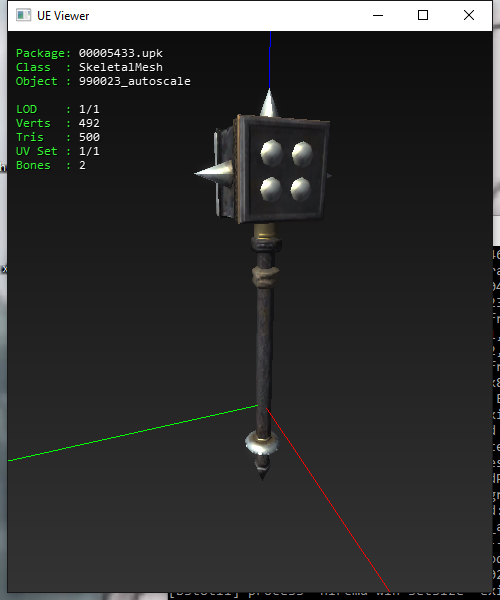 UE Viewer
Package: 00005433.upk
Class : SkeletalMesh
Object : 990023_autoscale
LOD : 1/1
Verts : 492
Tris : 500
UV Set : 1/1
Bones : 2